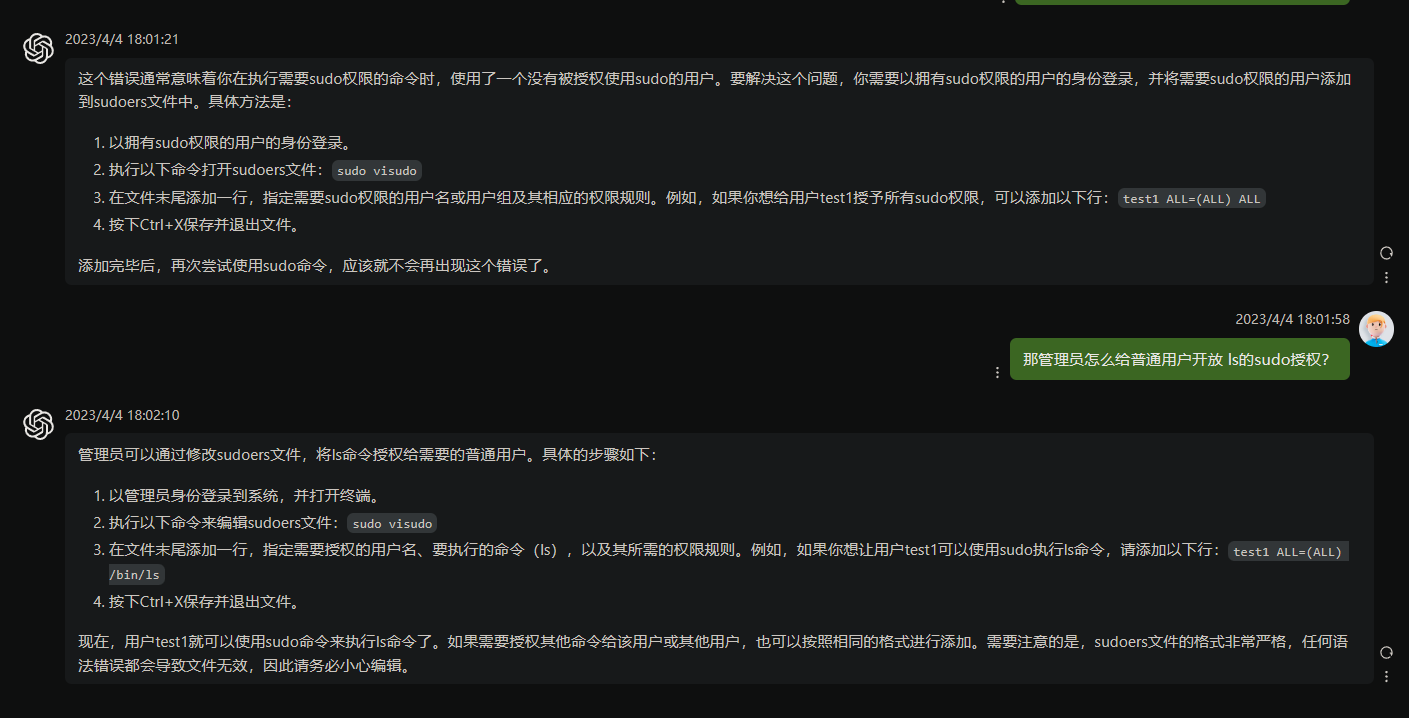 2023/4/4 18:01:21
这个错误通常意味着你在执行需要sudo权限的命令时，使用了一个没有被授权使用sudo的用户。要解决这个问题，你需要以拥有sudo权限的用户的身份登录，并将需要sudo权限的用户添加
到sudoers文件中。具体方法是：
1. 以拥有sudo权限的用户的身份登录。
2. 执行以下命令打开sudoers文件： sudo visudo
3. 在文件末尾添加一行，指定需要sudo权限的用户名或用户组及其相应的权限规则。例如，如果你想给用户test1授予所有sudo权限，可以添加以下行： test1 ALL=(ALL) ALL
4. 按下Ctrl+X保存并退出文件。
添加完毕后，再次尝试使用sudo命令，应该就不会再出现这个错误了。
2023/4/4 18:01:58
那管理员怎么给普通用户开放 ls的sudo授权？
2023/4/4 18:02:10
管理员可以通过修改sudoers文件，将ls命令授权给需要的普通用户。具体的步骤如下：
1. 以管理员身份登录到系统，并打开终端。
2. 执行以下命令来编辑sudoers文件： sudo visudo
3. 在文件末尾添加一行，指定需要授权的用户名、要执行的命令（ls），以及其所需的权限规则。例如，如果你想让用户test1可以使用sudo执行ls命令，请添加以下行： test1 ALL=(ALL)
/bin/ls
4. 按下Ctrl+X保存并退出文件。
现在，用户test1就可以使用sudo命令来执行ls命令了。如果需要授权其他命令给该用户或其他用户，也可以按照相同的格式进行添加。需要注意的是，sudoers文件的格式非常严格，任何语
法错误都会导致文件无效，因此请务必小心编辑。